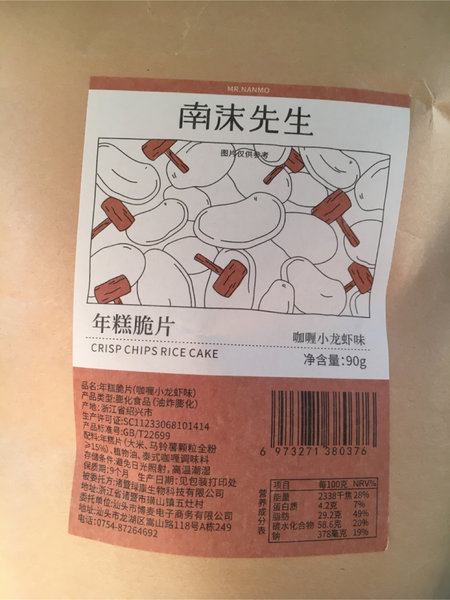 MR.NANMO
南沫先生
图片仅供参考
年糕脆片
咖喱小龙虾味
CRISP CHIPS RICE CAKE
净含量:90g
品名:年糕脆片(咖喱小龙虾味)
产品类型:膨化食品(油炸膨化)
产地:浙江省绍兴市
生产许可证:SC11233068101414
产品标准号:GB/T22699
配料:年糕片(大米、马铃薯颗粒全粉
≥15%)、植物油、泰式咖喱调味料
存储条件:避免日光照射,高温潮湿
保质期:9个月 生产日期:见包装打印处
被委托方:诸暨绿康生物科技有限公司
地址:浙江省诸暨市璜山镇五灶村
委托单位:汕头市博麦电子商务有限公司
地址:汕头市龙湖区嵩山路118号A栋249
电话:0754-87264692
6 973271 380376
营养成分表
项目 每100克 NRV%
能量 2338千焦 28%
蛋白质 4.2克 7%
脂肪 29.2克 49%
碳水化合物 58.6克 20%
钠 378毫克 19%